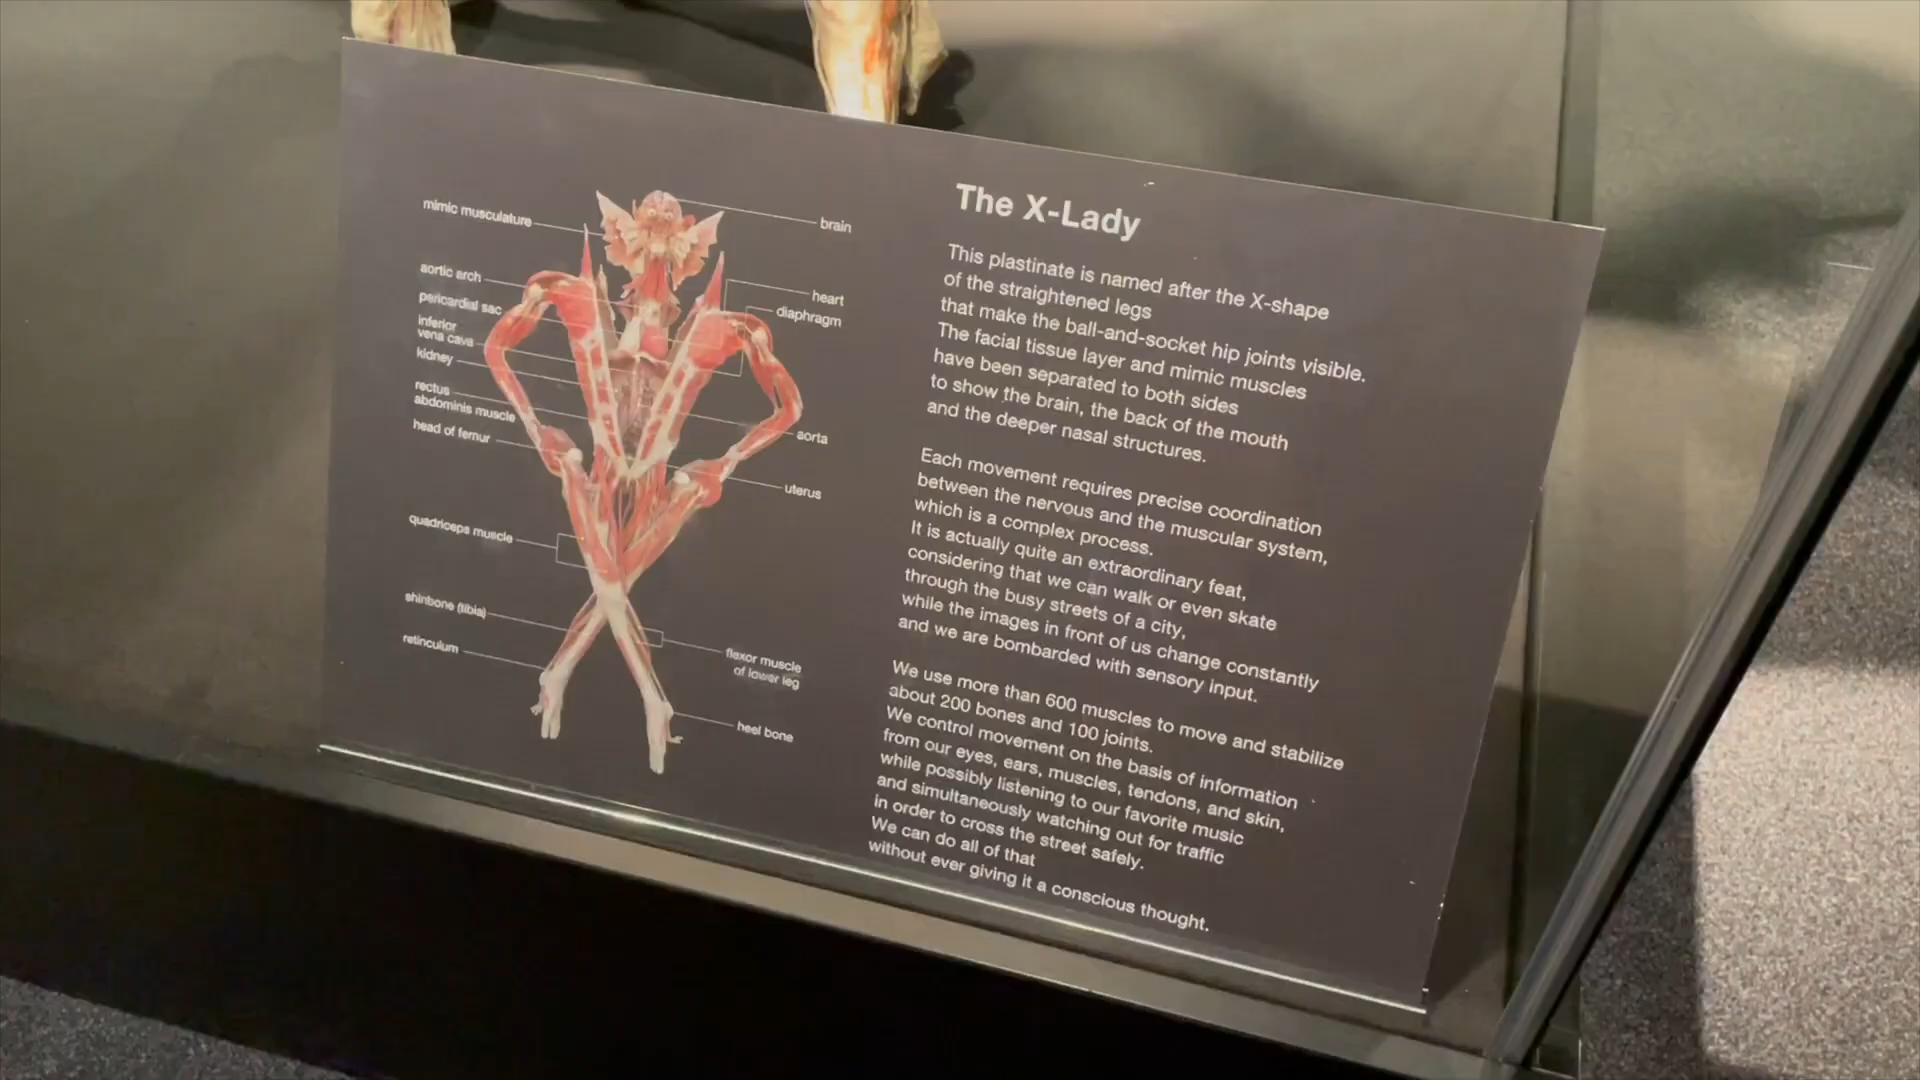 The X-Lady
This plastinate is named after the X-shape
of the straightened legs
that make the ball-and-socket hip joints visible.
The facial tissue layer and mimic muscles
have been separated to both sides
to show the brain, the back of the mouth
and the deeper nasal structures.
Each movement requires precise coordination
between the nervous and the muscular system,
which is a complex process.
It is actually quite an extraordinary feat,
considering that we can walk or even skate
through the busy streets of a city,
while the images in front of us change constantly
and we are bombarded with sensory input.
We use more than 600 muscles to move and stabilize
about 200 bones and 100 joints.
We control movement on the basis of information
from our eyes, ears, muscles, tendons, and skin,
while possibly listening to our favorite music
and simultaneously watching out for traffic
in order to cross the street safely.
We can do all of that
without ever giving it a conscious thought.
mimic musculature
aortic arch
pericardial sac
inferior
vena cava
kidney
rectus
abdominis muscle
head of femur
quadriceps muscle
shinbone (tibia)
retinculum
brain
heart
diaphragm
aorta
uterus
flexor muscle
of lower leg
heel bone